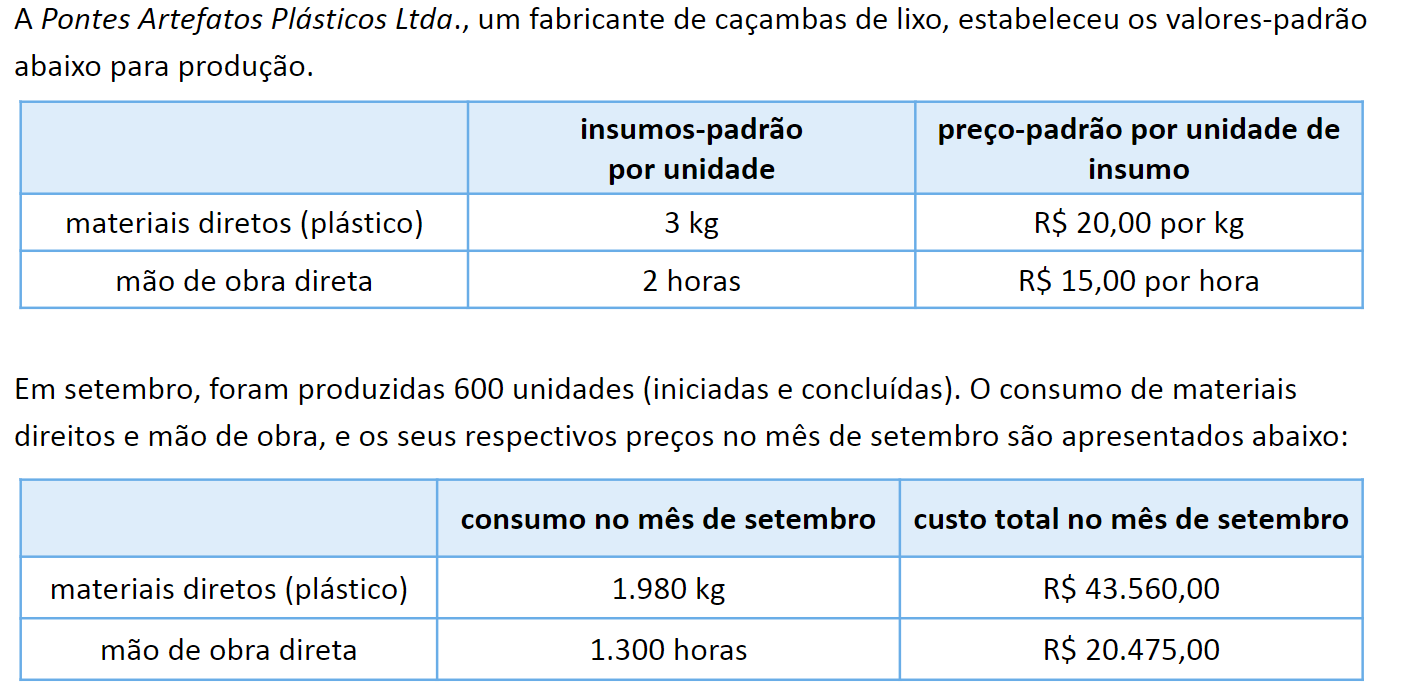 A Pontes Artefatos Plásticos Ltda., um fabricante de caçambas de lixo, estabeleceu os valores-padrão
abaixo para produção.
insumos-padrão
por unidade
preço-padrão por unidade de
insumo
materiais diretos (plástico) 3 kg R$ 20,00 por kg
mão de obra direta 2 horas R$ 15,00 por hora
Em setembro, foram produzidas 600 unidades (iniciadas e concluídas). O consumo de materiais
direitos e mão de obra, e os seus respectivos preços no mês de setembro são apresentados abaixo:
consumo no mês de setembro custo total no mês de setembro
materiais diretos (plástico) 1.980 kg R$ 43.560,00
mão de obra direta 1.300 horas R$ 20.475,00